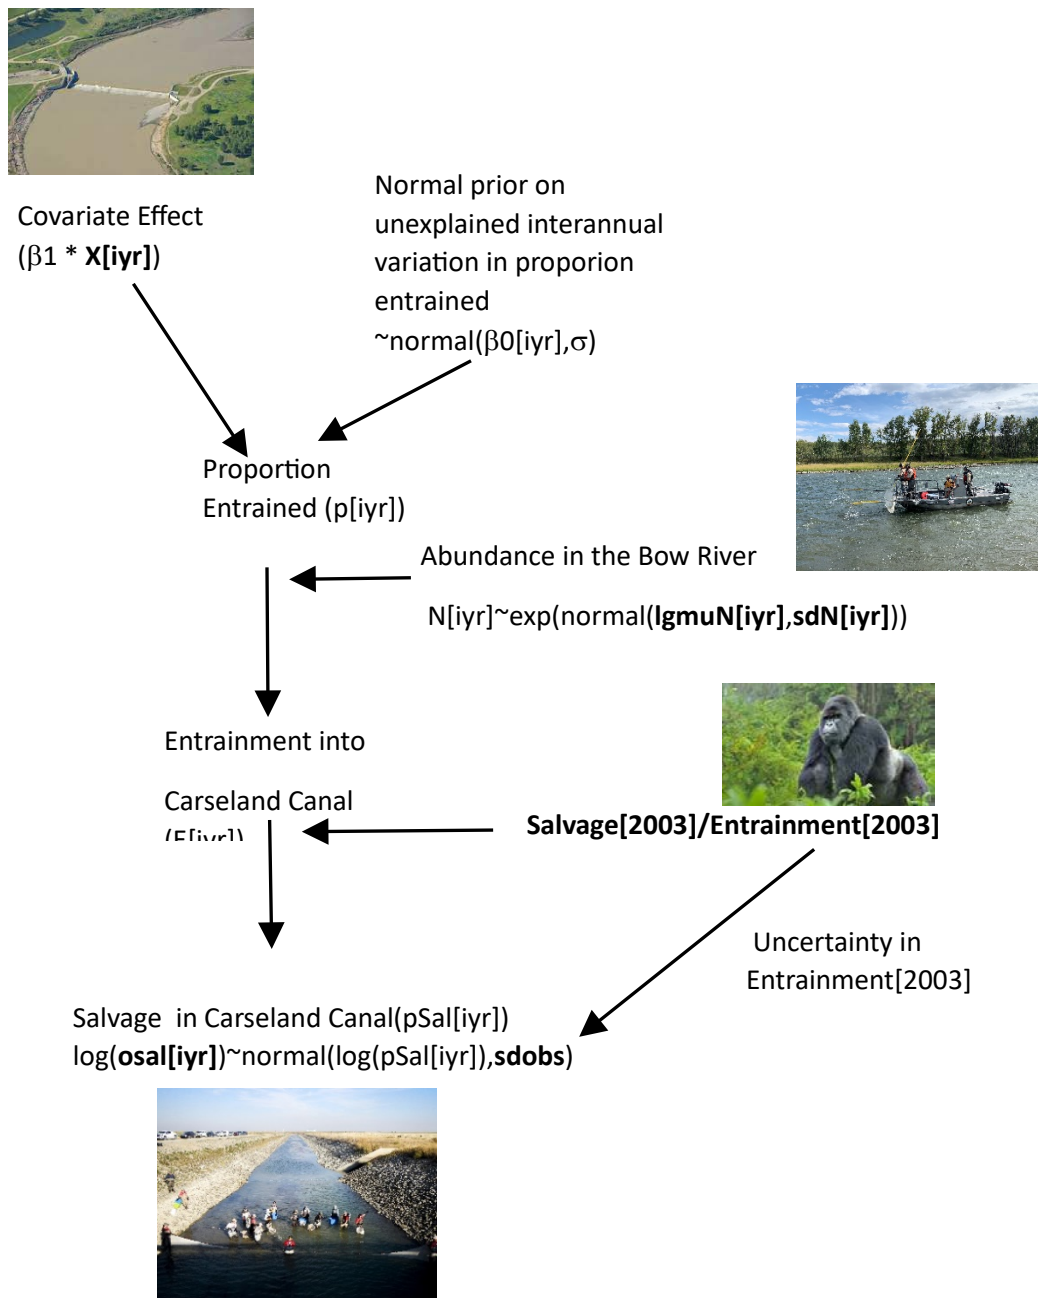 Covariate Effect
(β1 * X[iyr])
Normal prior on
unexplained interannual
variation in proporion
entrained
~normal(β0[iyr],σ)
Proportion
Entrained (p[iyr])
Abundance in the Bow River
N[iyr]~exp(normal(lgmuN[iyr],sdN[iyr]))
Entrainment into
Carseland Canal
(E[iyr])
Salvage[2003]/Entrainment[2003]
Uncertainty in
Entrainment[2003]
Salvage in Carseland Canal(pSal[iyr])
log(osal[iyr])~normal(log(pSal[iyr]),sdobs)